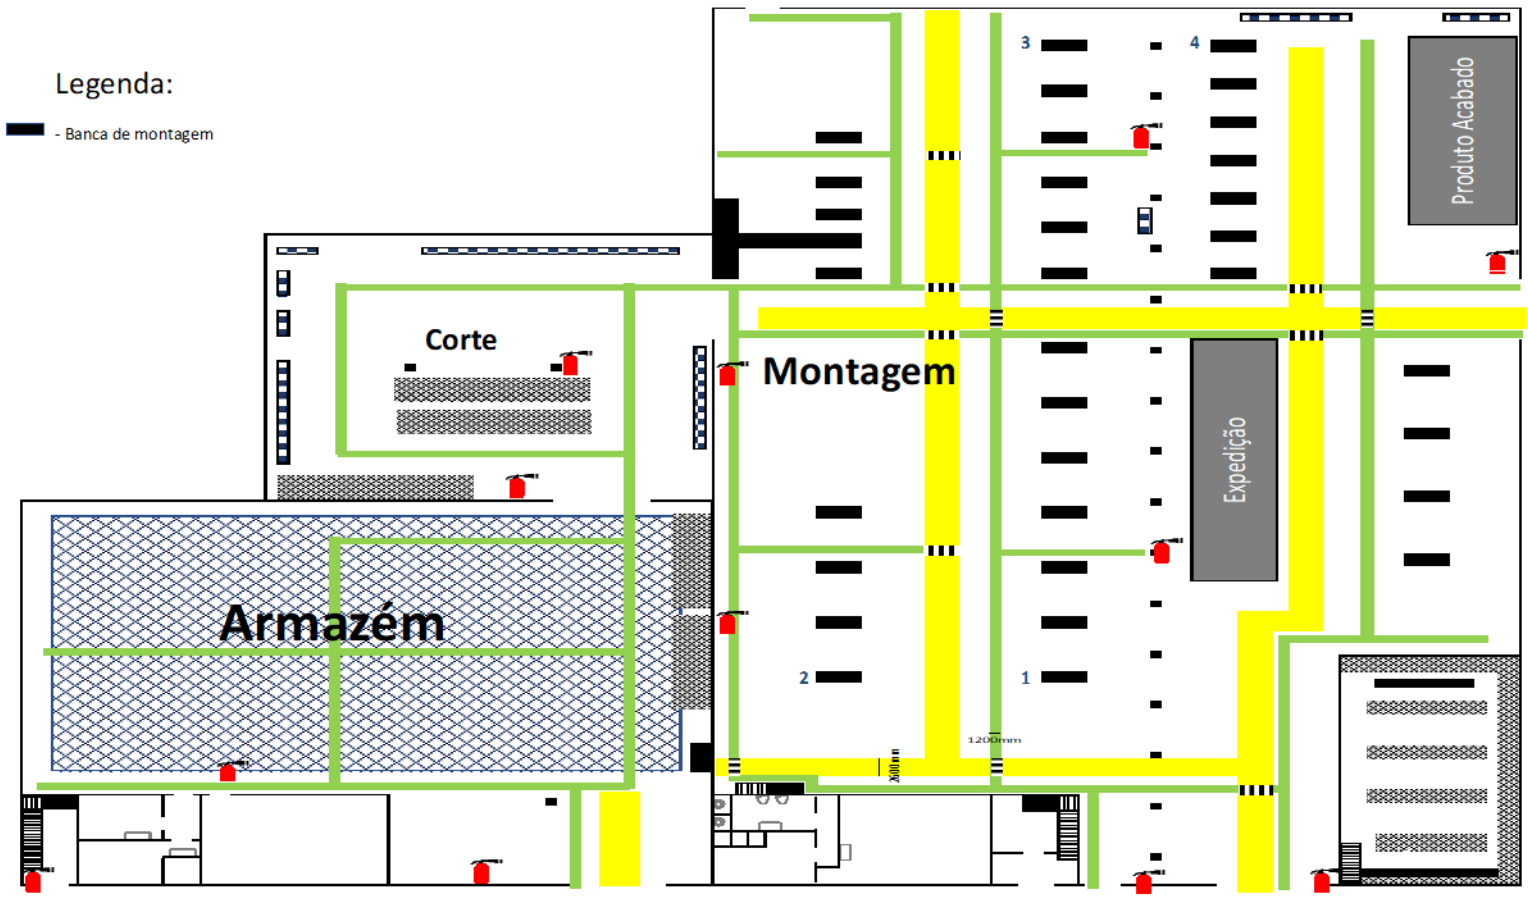 Legenda:
- Banca de montagem
3
4
Produto Acabado
Corte
Montagem
Expedição
Armazém
2
1
1200mm
2600mm